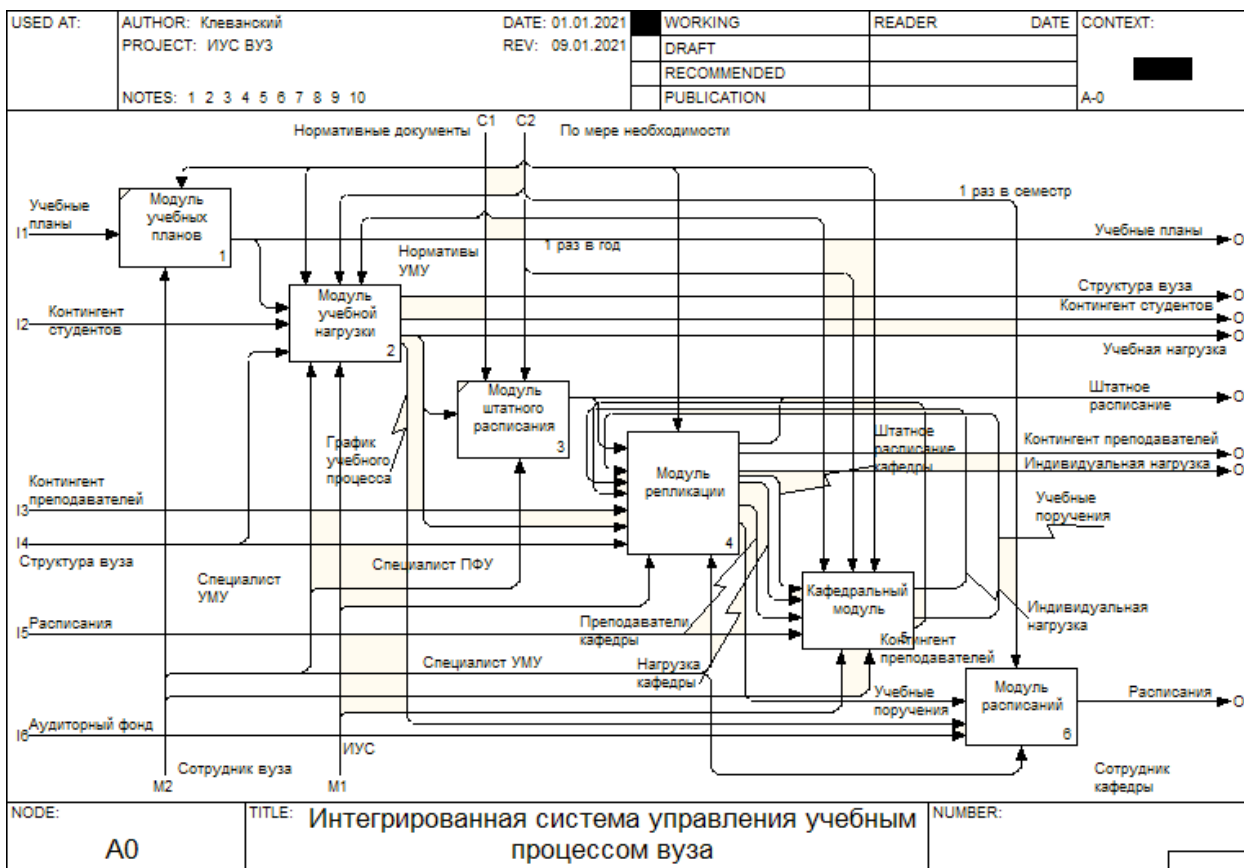 USED AT:
AUTHOR: Клеванский
DATE: 01.01.2021
PROJECT: ИУС ВУЗ
REV: 09.01.2021
NOTES: 1 2 3 4 5 6 7 8 9 10
WORKING
DRAFT
RECOMMENDED
PUBLICATION
READER
DATE
CONTEXT:
A-0
Нормативные документы
C1
C2
По мере необходимости
Модуль
учебных
планов
1
Учебные
планы
I1
1 раз в семестр
Учебные планы
O
Нормативы
УМУ
1 раз в год
Модуль
учебной
нагрузки
2
Контингент
студентов
I2
Структура вуза
O
Контингент студентов
O
O
Учебная нагрузка
Модуль
штатного
расписания
3
Штатное
расписание
O
График
учебного
процесса
Штатное
расписание
кафедры
Модуль
репликации
4
Контингент преподавателей
O
Индивидуальная нагрузка
O
Контингент
преподавателей
I3
Учебные
поручения
I4
Структура вуза
Специалист
УМУ
Специалист ПФУ
Кафедральный
модуль
5
Индивидуальная
нагрузка
I5
Расписания
Преподаватели
кафедры
Контингент
преподавателей
Специалист УМУ
Нагрузка
кафедры
Учебные
поручения
Модуль
расписаний
6
Расписания
O
Аудиторный фонд
I6
ИУС
Сотрудник вуза
M2
M1
Сотрудник
кафедры
NODE:
A0
TITLE:
Интегрированная система управления учебным
процессом вуза
NUMBER: